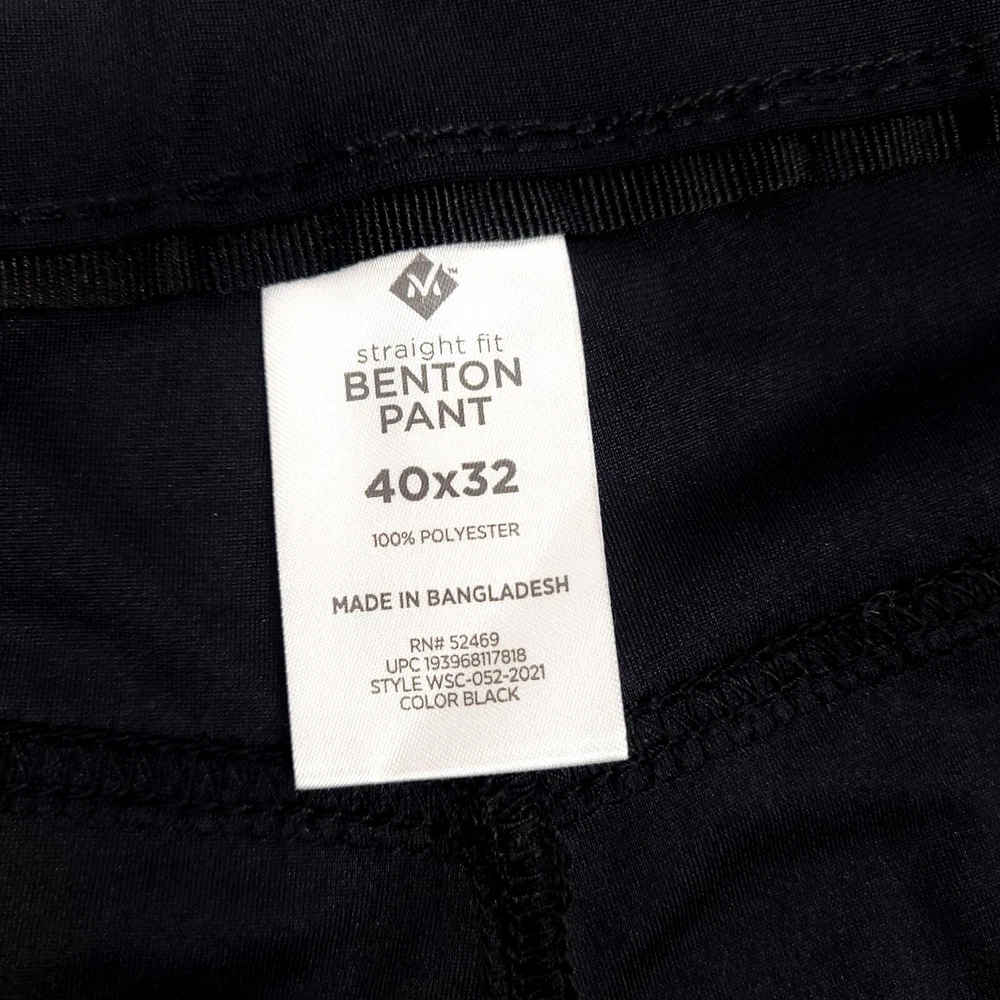 M™
straight fit
BENTON
PANT
40x32
100% POLYESTER
MADE IN BANGLADESH
RN# 52469
UPC 193968117818
STYLE WSC-052-2021
COLOR BLACK